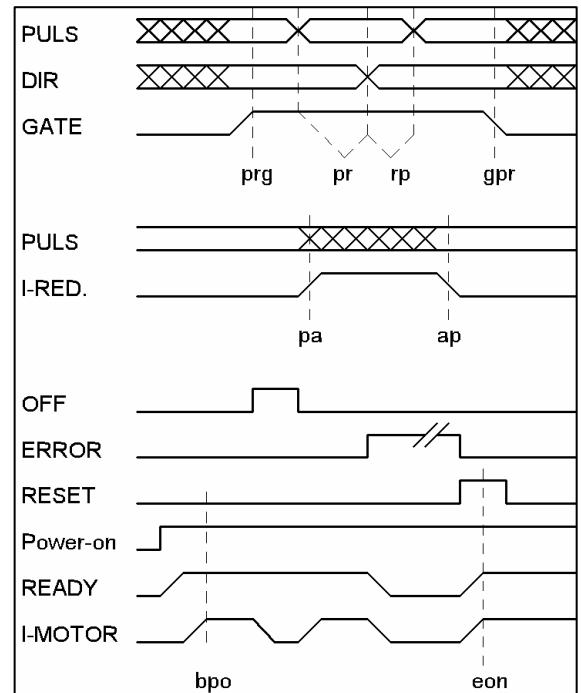 PULS
DIR
GATE
prg pr rp gpr
PULS
I-RED.
pa ap
OFF
ERROR
RESET
Power-on
READY
I-MOTOR
bpo eon